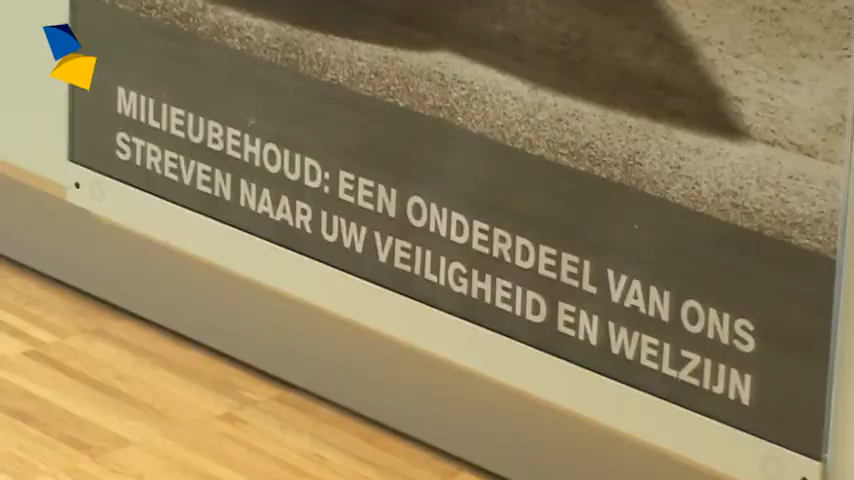 MILIEUBEHOUD: EEN ONDERDEEL VAN ONS
STREVEN NAAR UW VEILIGHEID EN WELZIJN